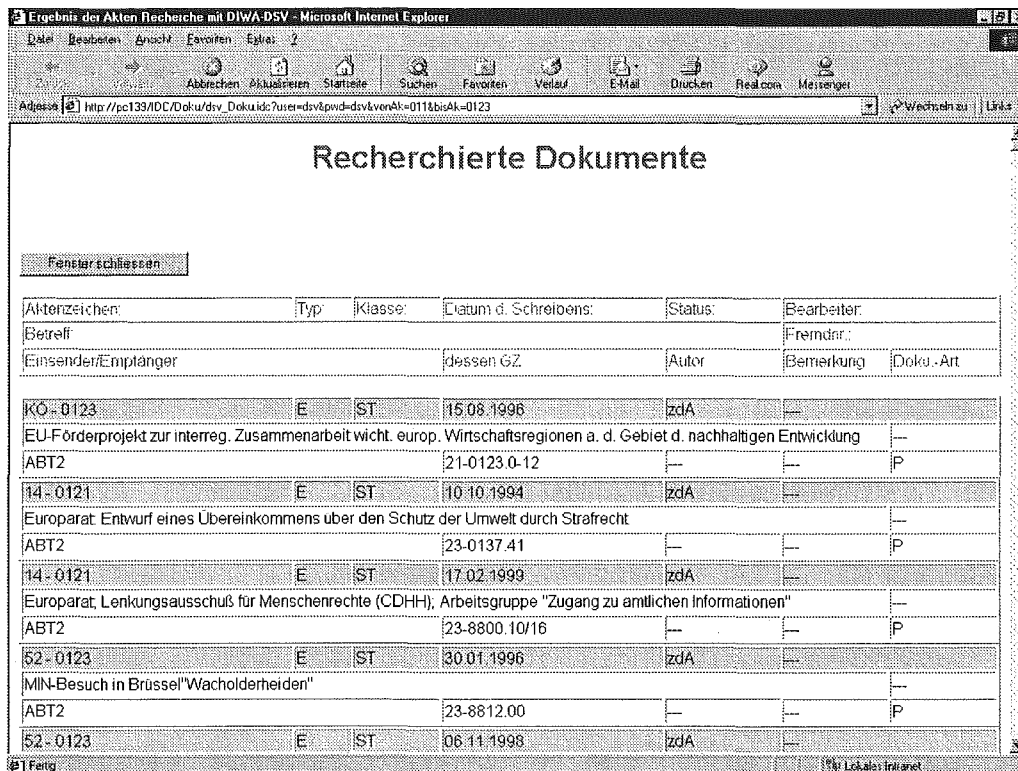 Ergebnis der Akten Recherche mit DIWA-DSV - Microsoft Internet Explorer
Datei Bearbeiten Ansicht Favoriten Extras ?
Abbrechen Aktualisieren Startseite Suchen Favoriten Verlauf E-Mail Drucken Real.com Messenger
Adresse http://pc139/IDC/Doku/dsv_Doku.idc?user=dsv&pwd=dsv&vonAk=011&bisAk=0123 Wechseln zu Links
Recherchierte Dokumente
Fenster schliessen
Aktenzeichen: Typ: Klasse: Datum d. Schreibens: Status: Bearbeiter:
Betreff: Fremdnr.:
Einsender/Empfänger dessen GZ Autor Bemerkung Doku.-Art
KÖ - 0123 E ST 15.08.1996 zdA ---
EU-Förderprojekt zur interreg. Zusammenarbeit wicht. europ. Wirtschaftsregionen a. d. Gebiet d. nachhaltigen Entwicklung ---
ABT2 21-0123.0-12 --- --- P
14 - 0121 E ST 10.10.1994 zdA ---
Europarat: Entwurf eines Übereinkommens über den Schutz der Umwelt durch Strafrecht ---
ABT2 23-0137.41 --- --- P
14 - 0121 E ST 17.02.1999 zdA ---
Europarat; Lenkungsausschuß für Menschenrechte (CDHH); Arbeitsgruppe "Zugang zu amtlichen Informationen" ---
ABT2 23-8800.10/16 --- --- P
52 - 0123 E ST 30.01.1996 zdA ---
MIN-Besuch in Brüssel"Wacholderheiden" ---
ABT2 23-8812.00 --- --- P
52 - 0123 E ST 06.11.1998 zdA ---
Fertig Lokales Intranet